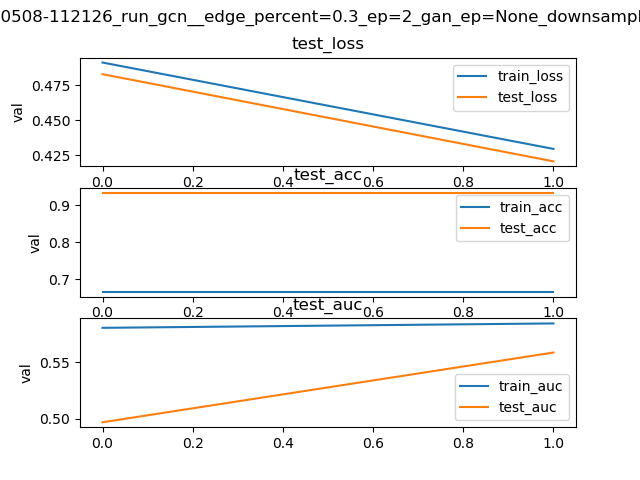 0508-112126_run_gcn__edge_percent=0.3_ep=2_gan_ep=None_downsampl
test_loss
0.475
0.450
0.425
val
train_loss
test_loss
0.0 0.2 0.4 0.6 0.8 1.0
test_acc
0.9
0.8
0.7
val
train_acc
test_acc
0.0 0.2 0.4 0.6 0.8 1.0
test_auc
0.55
0.50
val
train_auc
test_auc
0.0 0.2 0.4 0.6 0.8 1.0